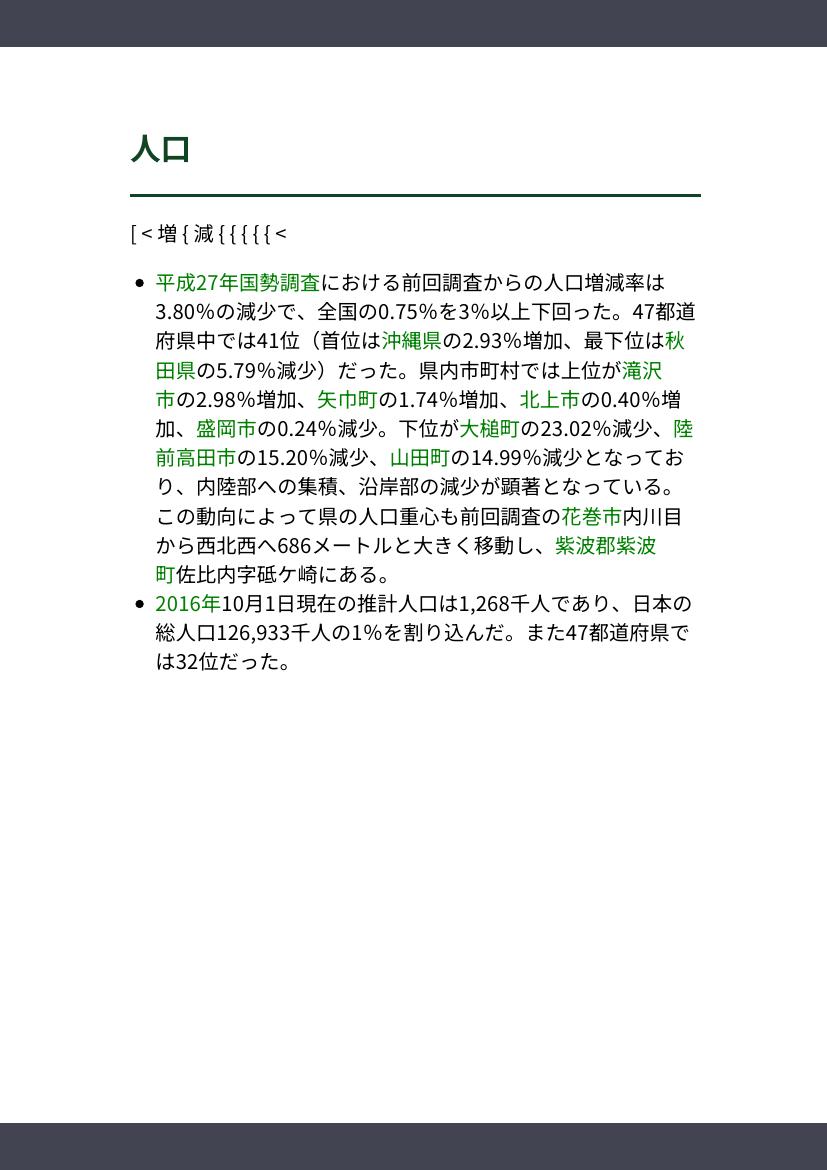 人口
[ < 増 { 減 { { { { { <
平成27年国勢調査における前回調査からの人口増減率は
3.80%の減少で、全国の0.75%を3%以上下回った。47都道
府県中では41位（首位は沖縄県の2.93%増加、最下位は秋
田県の5.79%減少）だった。県内市町村では上位が滝沢
市の2.98%増加、矢巾町の1.74%増加、北上市の0.40%増
加、盛岡市の0.24%減少。下位が大槌町の23.02%減少、陸
前高田市の15.20%減少、山田町の14.99%減少となってお
り、内陸部への集積、沿岸部の減少が顕著となっている。
この動向によって県の人口重心も前回調査の花巻市内川目
から西北西へ686メートルと大きく移動し、紫波郡紫波
町佐比内字砥ケ崎にある。
2016年10月1日現在の推計人口は1,268千人であり、日本の
総人口126,933千人の1%を割り込んだ。また47都道府県で
は32位だった。